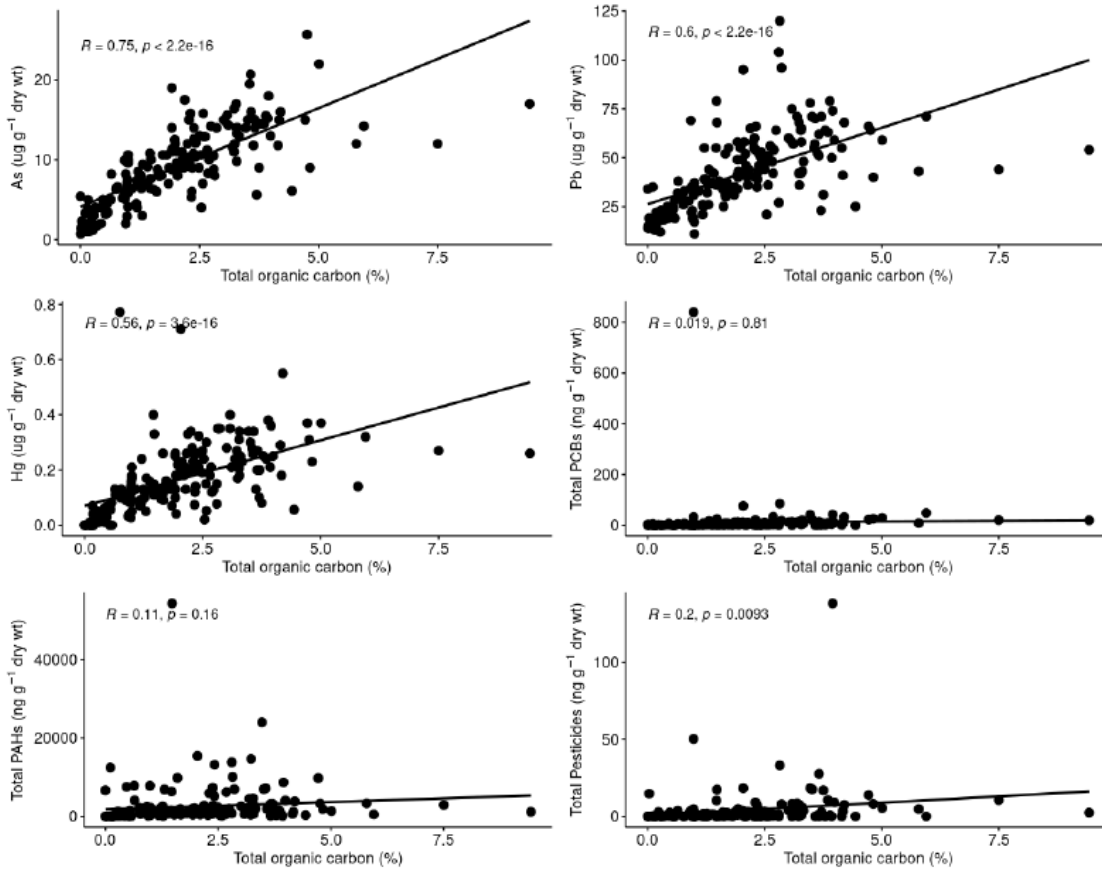 R = 0.75, p < 2.2e-16
As (ug g⁻¹ dry wt)
20
10
0
0.0 2.5 5.0 7.5
Total organic carbon (%)
R = 0.6, p < 2.2e-16
Pb (ug g⁻¹ dry wt)
125
100
75
50
25
0.0 2.5 5.0 7.5
Total organic carbon (%)
R = 0.56, p = 3.6e-16
Hg (ug g⁻¹ dry wt)
0.8
0.6
0.4
0.2
0.0
0.0 2.5 5.0 7.5
Total organic carbon (%)
R = 0.019, p = 0.81
Total PCBs (ng g⁻¹ dry wt)
800
600
400
200
0
0.0 2.5 5.0 7.5
Total organic carbon (%)
R = 0.11, p = 0.16
Total PAHs (ng g⁻¹ dry wt)
40000
20000
0
0.0 2.5 5.0 7.5
Total organic carbon (%)
R = 0.2, p = 0.0093
Total Pesticides (ng g⁻¹ dry wt)
100
50
0
0.0 2.5 5.0 7.5
Total organic carbon (%)